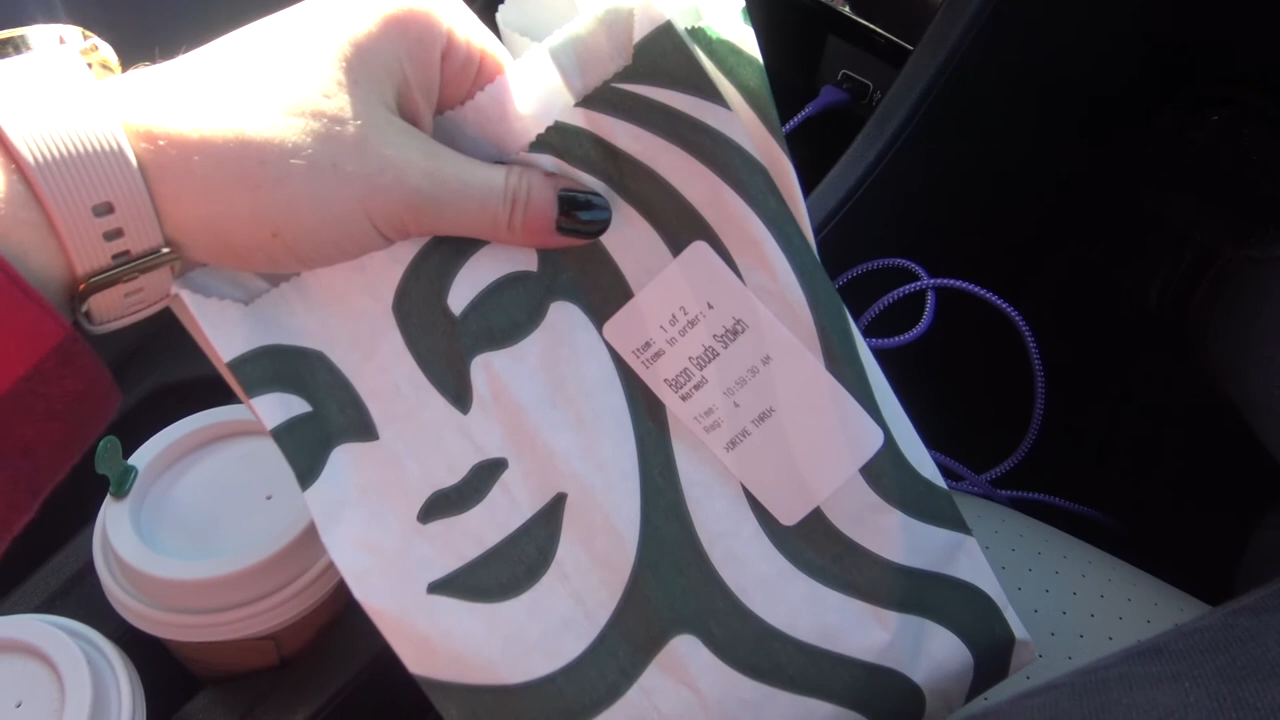 Item: 1 of 2
Items in order: 4
Bacon Gouda Sndwch
Warmed
Time: 10:59:30 AM
Reg: 4
>DRIVE THRU<